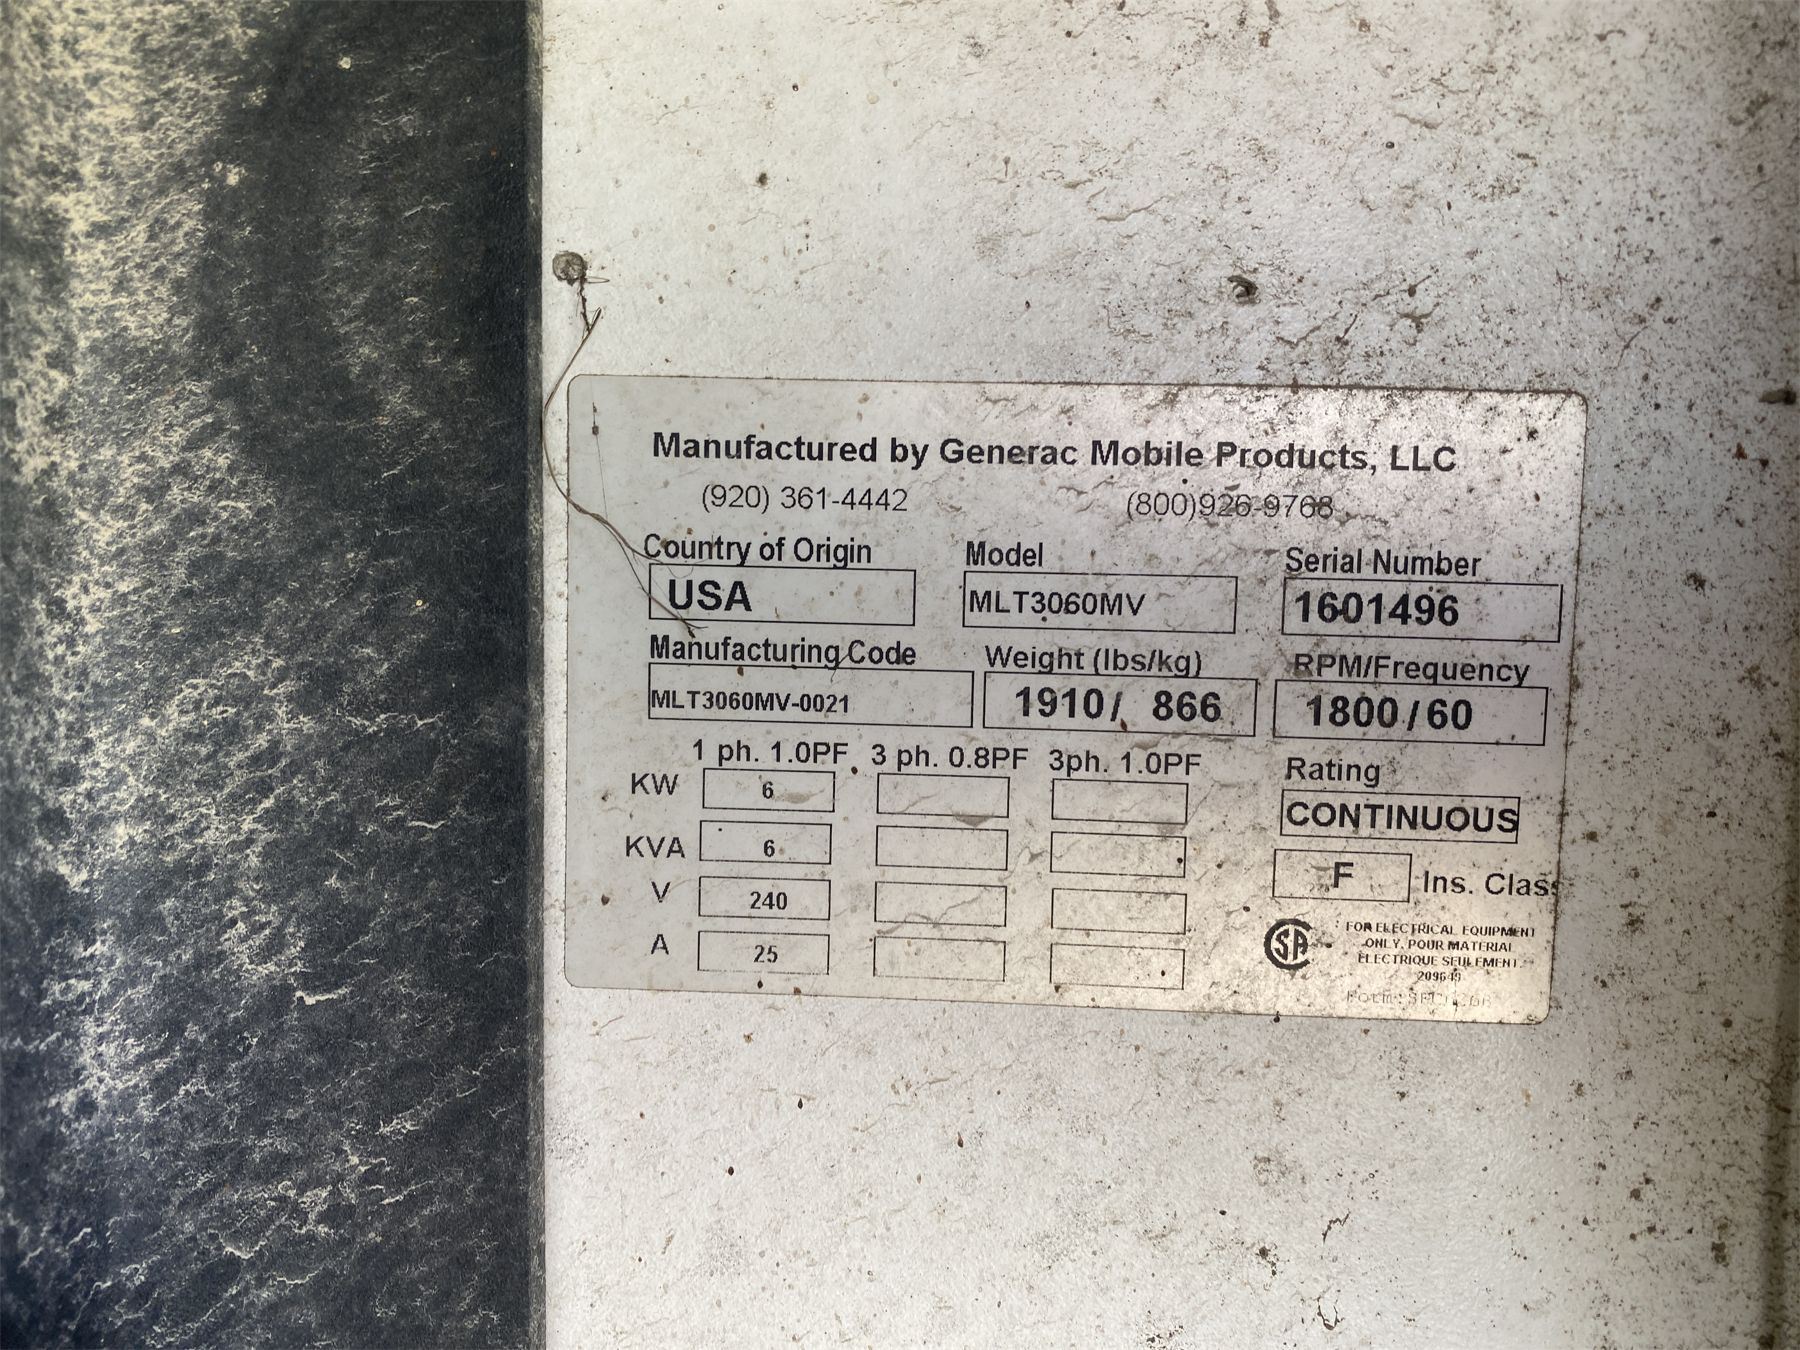 Manufactured by Generac Mobile Products, LLC
(920) 361-4442 (800)926-9768
Country of Origin Model Serial Number
USA MLT3060MV 1601496
Manufacturing Code Weight (lbs/kg) RPM/Frequency
MLT3060MV-0021 1910/ 866 1800/60
1 ph. 1.0PF 3 ph. 0.8PF 3ph. 1.0PF Rating
KW 6 CONTINUOUS
KVA 6 F Ins. Class
V 240
A 25
CSA FOR ELECTRICAL EQUIPMENT
ONLY. POUR MATERIAL
ELECTRIQUE SEULEMENT.
Form: